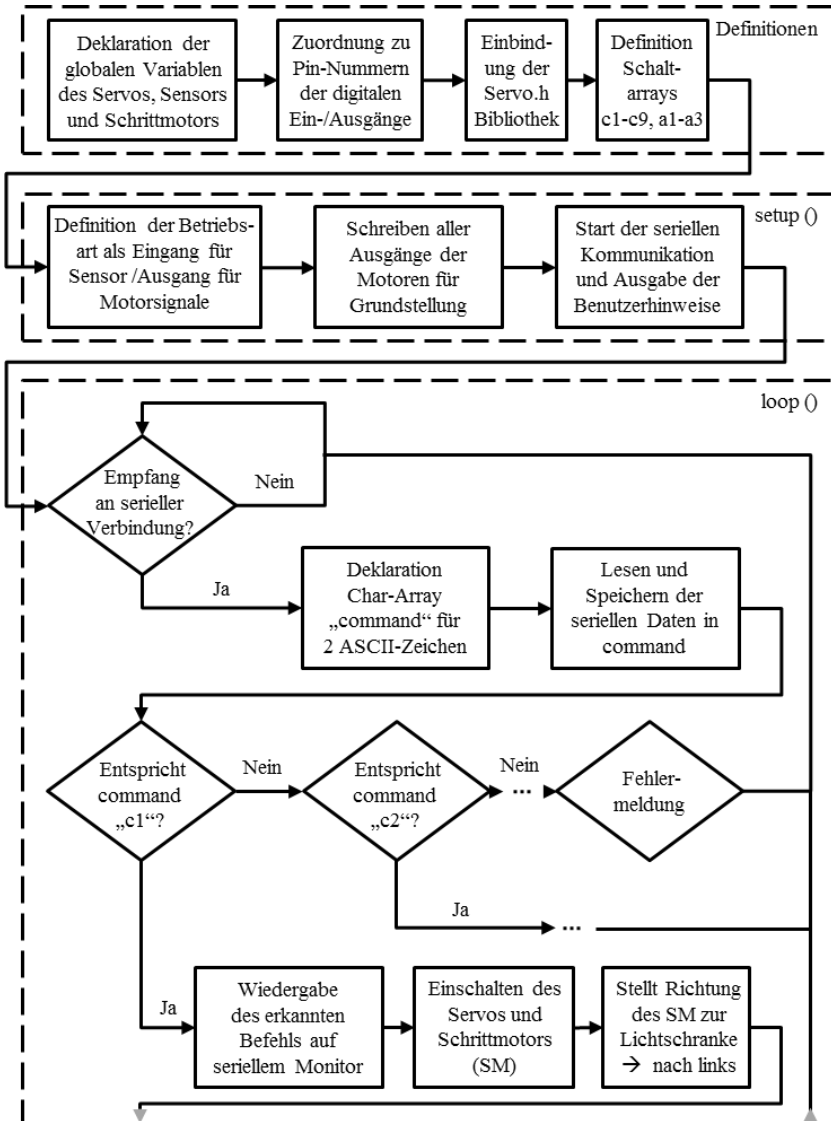 Definitionen
Deklaration der
globalen Variablen
des Servos, Sensors
und Schrittmotors
Zuordnung zu
Pin-Nummern
der digitalen
Ein-/Ausgänge
Einbind-
ung der
Servo.h
Bibliothek
Definition
Schalt-
arrays
c1-c9, a1-a3
setup ()
Definition der Betriebs-
art als Eingang für
Sensor /Ausgang für
Motorsignale
Schreiben aller
Ausgänge der
Motoren für
Grundstellung
Start der seriellen
Kommunikation
und Ausgabe der
Benutzerhinweise
loop ()
Empfang
an serieller
Verbindung?
Nein
Ja
Deklaration
Char-Array
„command“ für
2 ASCII-Zeichen
Lesen und
Speichern der
seriellen Daten in
command
Entspricht
command
„c1“?
Nein
Entspricht
command
„c2“?
Nein
...
Fehler-
meldung
Ja
...
Ja
Wiedergabe
des erkannten
Befehls auf
seriellem Monitor
Einschalten des
Servos und
Schrittmotors
(SM)
Stellt Richtung
des SM zur
Lichtschranke
→ nach links